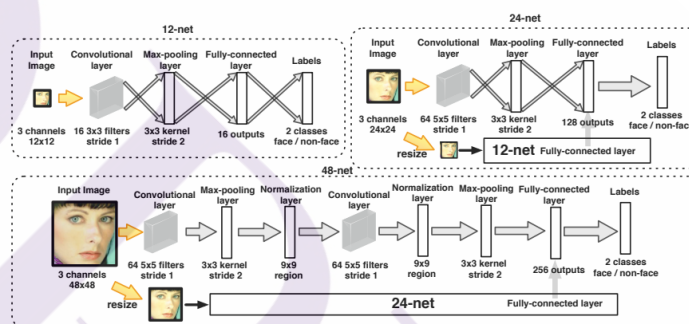 12-net
Input Image
Convolutional layer
Max-pooling layer
Fully-connected layer
Labels
3 channels 12x12
16 3x3 filters stride 1
3x3 kernel stride 2
16 outputs
2 classes face / non-face
24-net
Input Image
Convolutional layer
Max-pooling layer
Fully-connected layer
Labels
3 channels 24x24
64 5x5 filters stride 1
3x3 kernel stride 2
128 outputs
2 classes face / non-face
resize
12-net Fully-connected layer
48-net
Input Image
Convolutional layer
Max-pooling layer
Normalization layer
Convolutional layer
Normalization layer
Max-pooling layer
Fully-connected layer
Labels
3 channels 48x48
64 5x5 filters stride 1
3x3 kernel stride 2
9x9 region
64 5x5 filters stride 1
9x9 region
3x3 kernel stride 2
256 outputs
2 classes face / non-face
resize
24-net Fully-connected layer